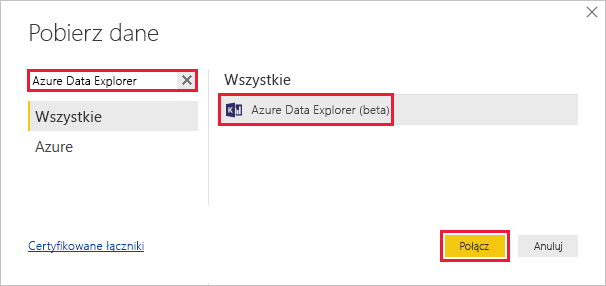 Pobierz dane
Azure Data Explorer
Wszystkie
Azure
Wszystkie
Azure Data Explorer (beta)
Certyfikowane łączniki
Połącz
Anuluj